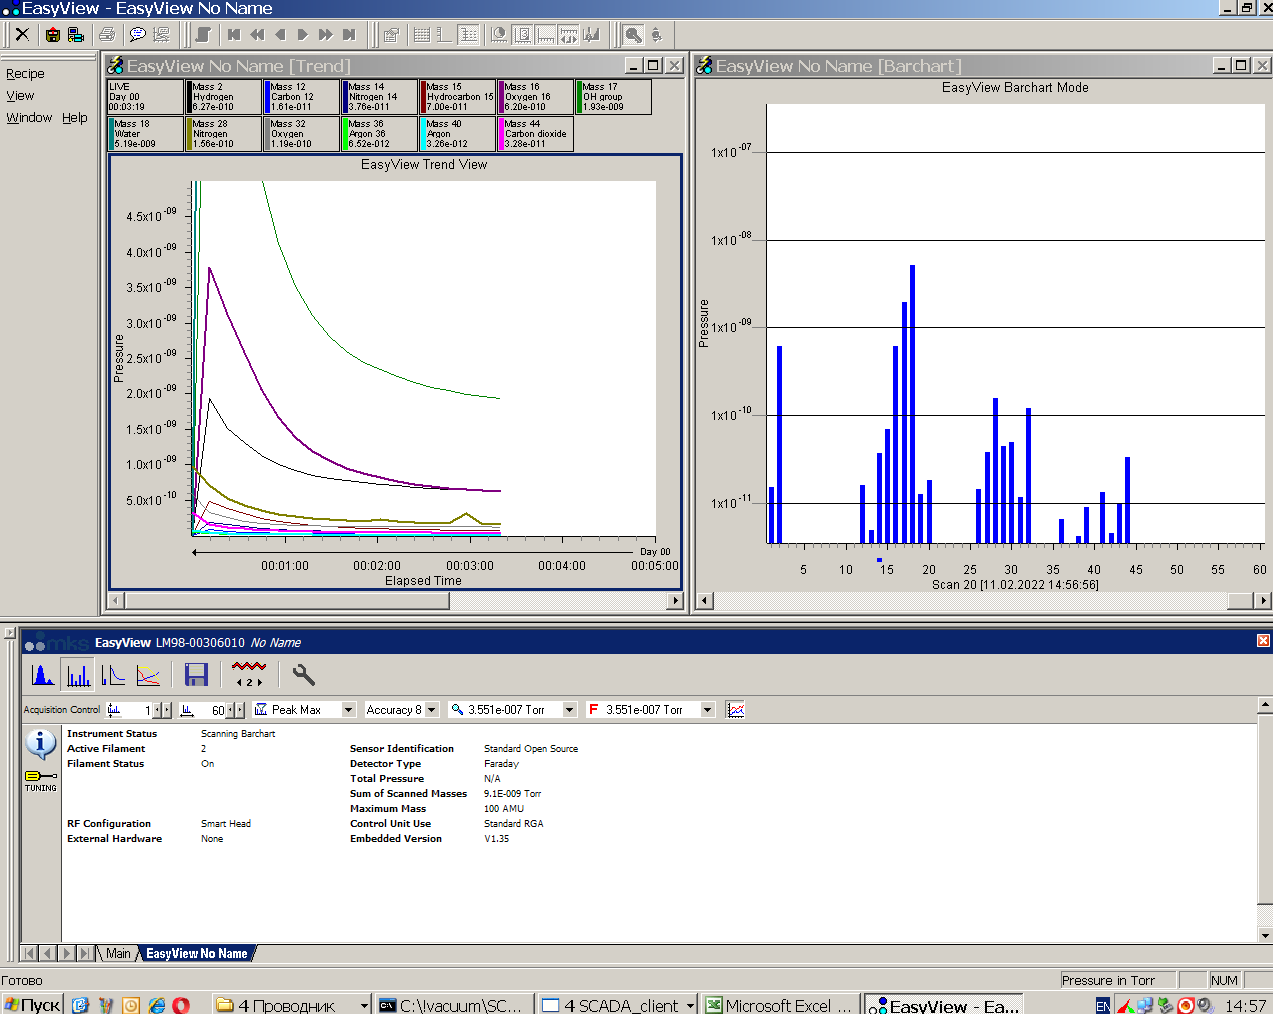 EasyView - EasyView No Name
Recipe
View
Window Help
EasyView No Name [Trend]
LIVE
Day 00
00:03:19
Mass 2
Hydrogen
6.27e-010
Mass 12
Carbon 12
1.61e-011
Mass 14
Nitrogen 14
3.76e-011
Mass 15
Hydrocarbon 15
7.00e-011
Mass 16
Oxygen 16
6.20e-010
Mass 17
OH group
1.93e-009
Mass 18
Water
5.19e-009
Mass 28
Nitrogen
1.56e-010
Mass 32
Oxygen
1.19e-010
Mass 36
Argon 36
6.52e-012
Mass 40
Argon
3.26e-012
Mass 44
Carbon dioxide
3.28e-011
EasyView Trend View
4.5x10 -09
4.0x10 -09
3.5x10 -09
3.0x10 -09
2.5x10 -09
2.0x10 -09
1.5x10 -09
1.0x10 -09
5.0x10 -10
Pressure
Day 00
00:01:00 00:02:00 00:03:00 00:04:00 00:05:00
Elapsed Time
EasyView No Name [Barchart]
EasyView Barchart Mode
1x10 -07
1x10 -08
1x10 -09
1x10 -10
1x10 -11
Pressure
5 10 15 20 25 30 35 40 45 50 55 60
Scan 20 [11.02.2022 14:56:56]
mks EasyView LM98-00306010 No Name
2
Acquisition Control 1 60 Peak Max Accuracy 8 3.551e-007 Torr F 3.551e-007 Torr
TUNING
Instrument Status Scanning Barchart
Active Filament 2 Sensor Identification Standard Open Source
Filament Status On Detector Type Faraday
Total Pressure N/A
Sum of Scanned Masses 9.1E-009 Torr
Maximum Mass 100 AMU
RF Configuration Smart Head Control Unit Use Standard RGA
External Hardware None Embedded Version V1.35
Main EasyView No Name
Готово Pressure in Torr NUM
Пуск 4 Проводник C:\!vacuum\SC... 4 SCADA_client Microsoft Excel ... EasyView - Ea... EN 14:57